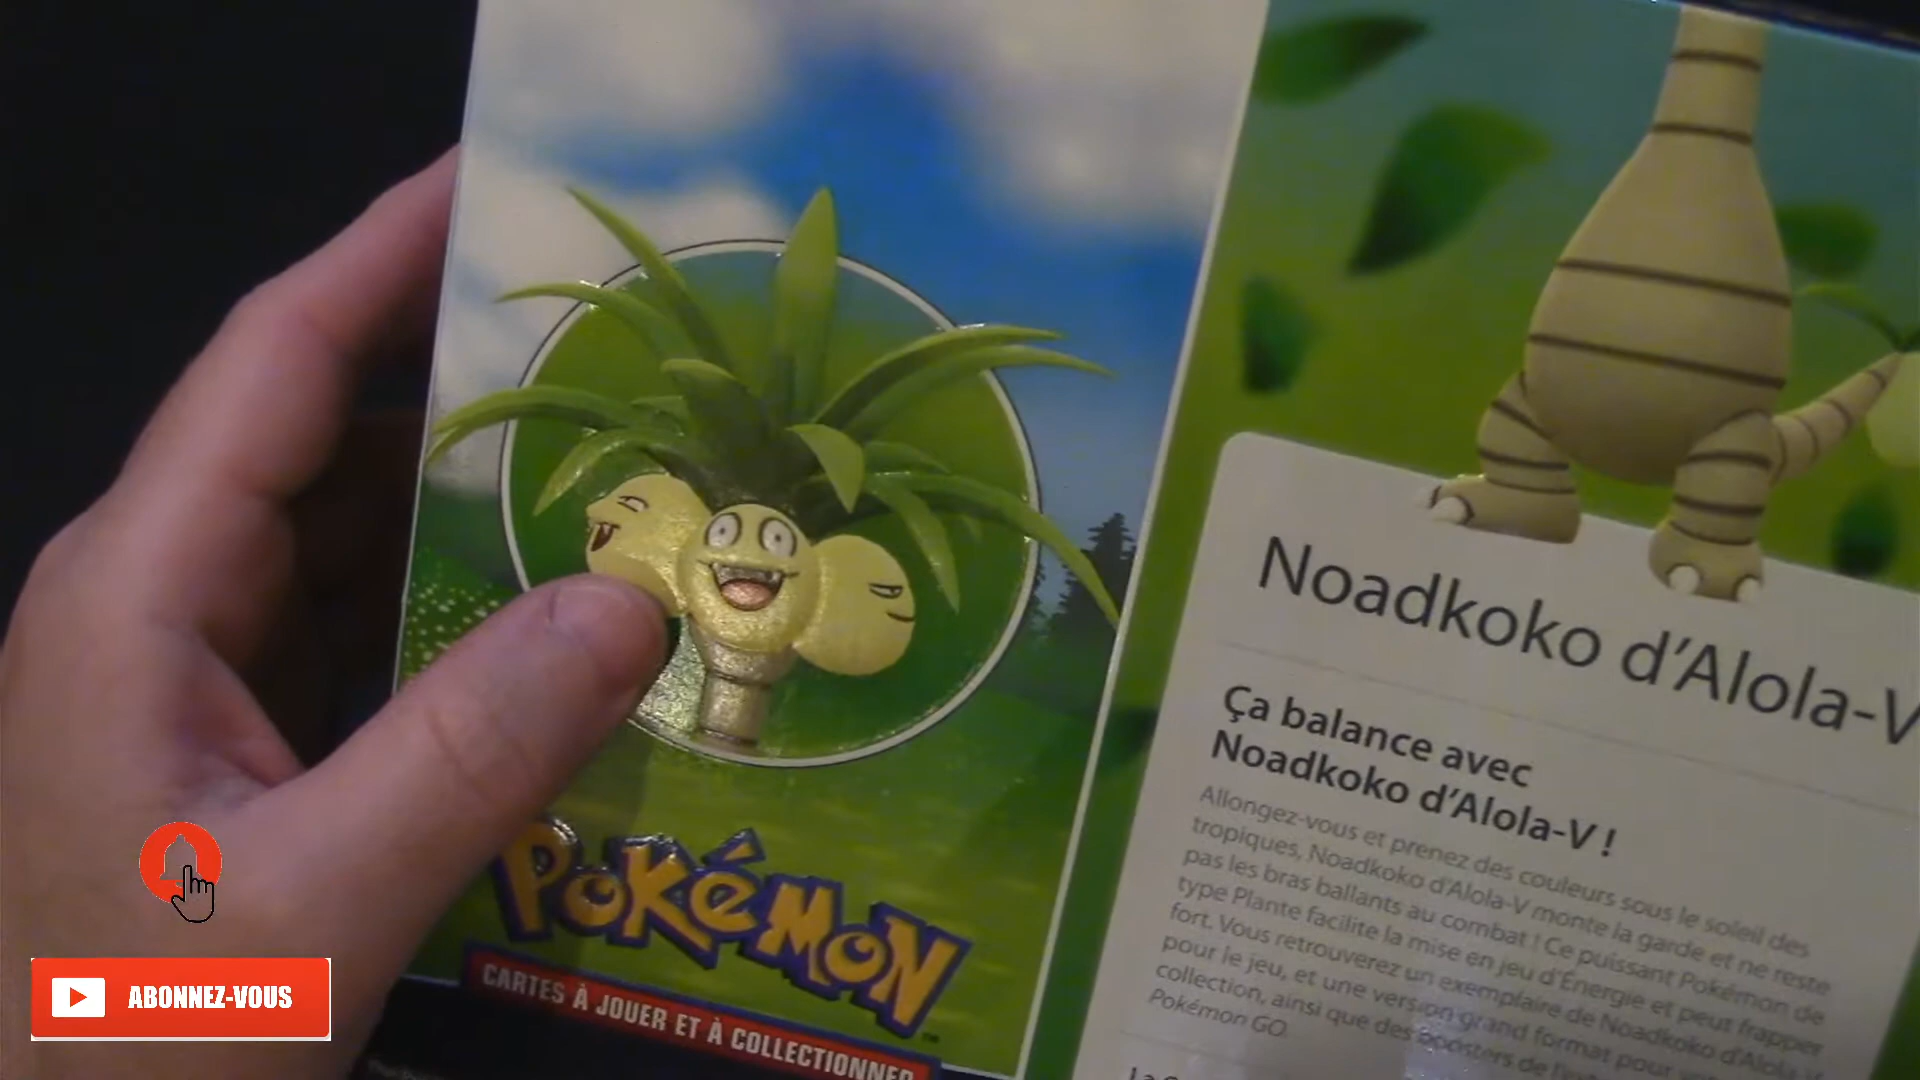 POKÉMON
CARTES À JOUER ET À COLLECTIONNER
ABONNEZ-VOUS
Noadkoko d'Alola-V
Ça balance avec
Noadkoko d'Alola-V !
Allongez-vous et prenez des couleurs sous le soleil des
tropiques, Noadkoko d'Alola-V monte la garde et ne reste
pas les bras ballants au combat ! Ce puissant Pokémon de
type Plante facilite la mise en jeu d'Énergie et peut frapper
fort. Vous retrouverez un exemplaire de Noadkoko d'Alola-V
pour le jeu, et une version grand format pour
collection, ainsi que des boosters de
Pokémon GO.